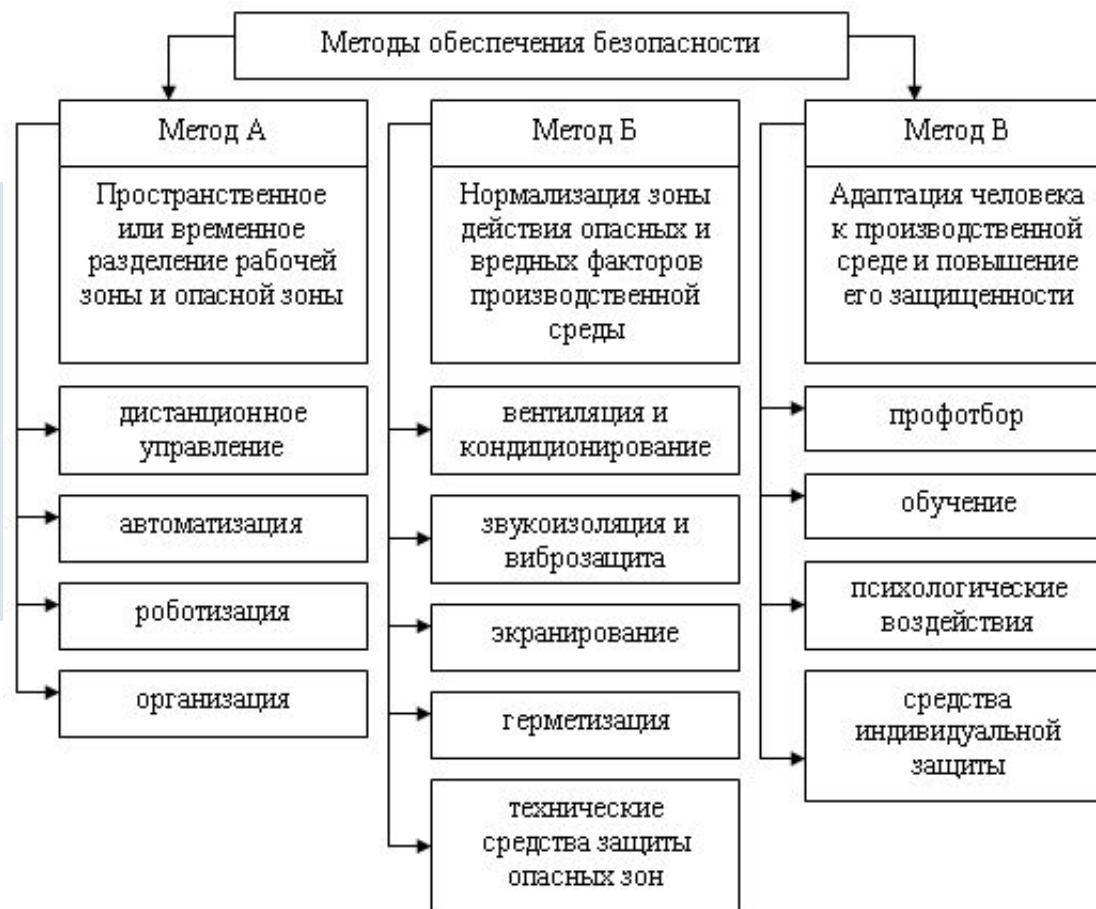 Методы обеспечения безопасности
Метод А
Пространственное
или временное
разделение рабочей
зоны и опасной зоны
дистанционное
управление
автоматизация
роботизация
организация
Метод Б
Нормализация зоны
действия опасных и
вредных факторов
производственной
среды
вентиляция и
кондиционирование
звукоизоляция и
виброзащита
экранирование
герметизация
технические
средства защиты
опасных зон
Метод В
Адаптация человека
к производственной
среде и повышение
его защищенности
профотбор
обучение
психологические
воздействия
средства
индивидуальной
защиты